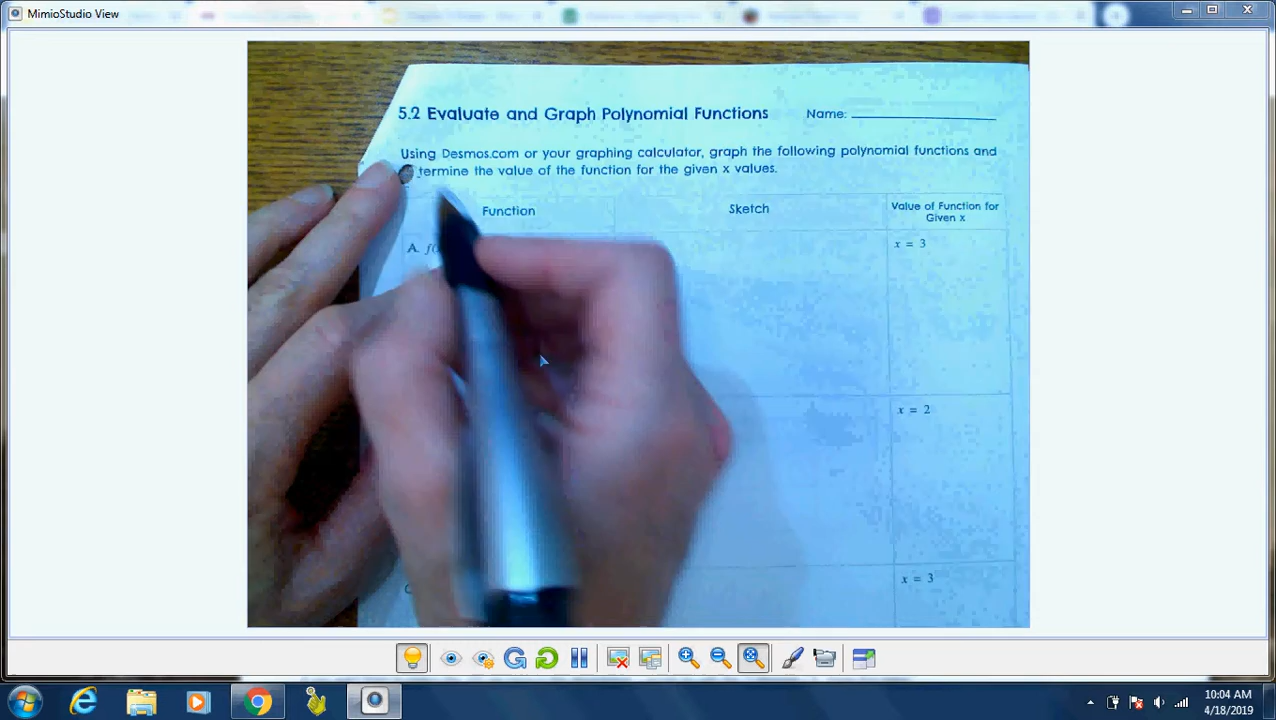 MimioStudio View
5.2 Evaluate and Graph Polynomial Functions Name:
Using Desmos.com or your graphing calculator, graph the following polynomial functions and
termine the value of the function for the given x values.
Function Sketch Value of Function for
Given x
A. f( x = 3
x = 2
x = 3
10:04 AM
4/18/2019